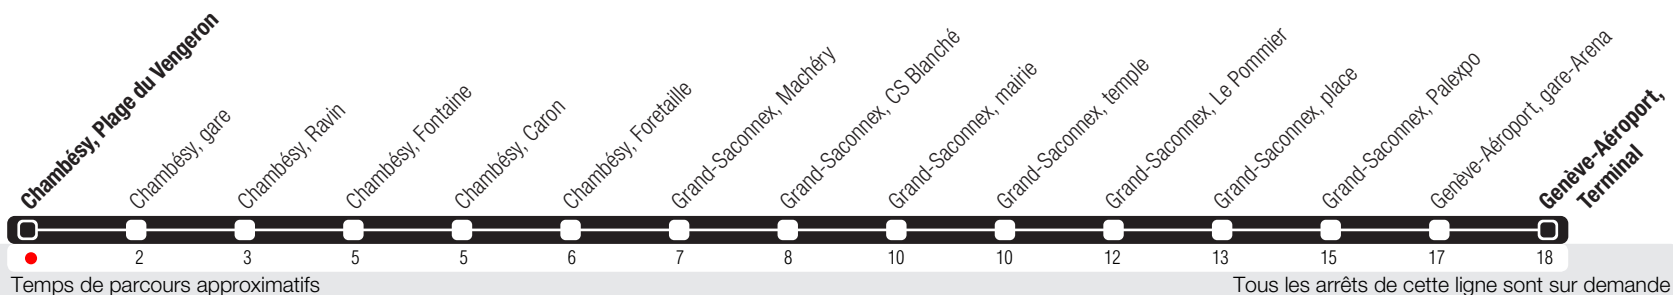 Chambésy, Plage du Vengeron
Chambésy, gare
Chambésy, Ravin
Chambésy, Fontaine
Chambésy, Caron
Chambésy, Foretaille
Grand-Saconnex, Machéry
Grand-Saconnex, CS Blanché
Grand-Saconnex, mairie
Grand-Saconnex, temple
Grand-Saconnex, Le Pommier
Grand-Saconnex, place
Grand-Saconnex, Palexpo
Genève-Aéroport, gare-Arena
Genève-Aéroport,
Terminal
2 3 5 5 6 7 8 10 10 12 13 15 17 18
Temps de parcours approximatifs
Tous les arrêts de cette ligne sont sur demande